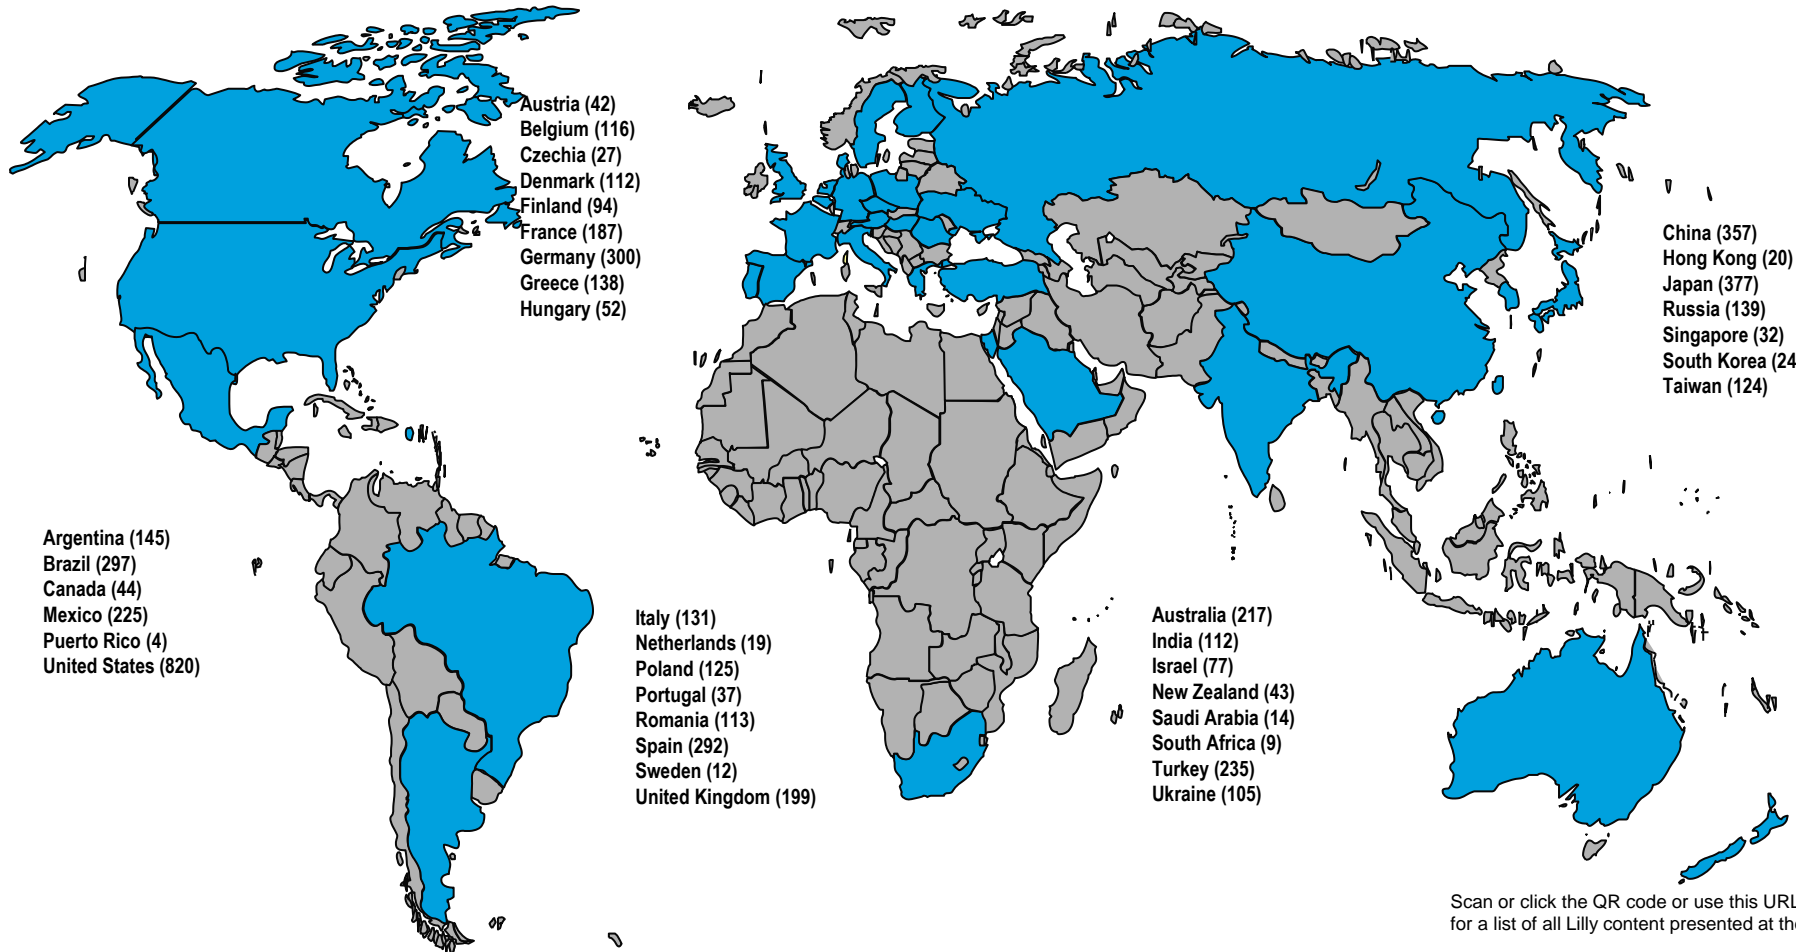 Austria (42)
Belgium (116)
Czechia (27)
Denmark (112)
Finland (94)
France (187)
Germany (300)
Greece (138)
Hungary (52)
China (357)
Hong Kong (20)
Japan (377)
Russia (139)
Singapore (32)
South Korea (24
Taiwan (124)
Argentina (145)
Brazil (297)
Canada (44)
Mexico (225)
Puerto Rico (4)
United States (820)
Italy (131)
Netherlands (19)
Poland (125)
Portugal (37)
Romania (113)
Spain (292)
Sweden (12)
United Kingdom (199)
Australia (217)
India (112)
Israel (77)
New Zealand (43)
Saudi Arabia (14)
South Africa (9)
Turkey (235)
Ukraine (105)
Scan or click the QR code or use this URL
for a list of all Lilly content presented at the